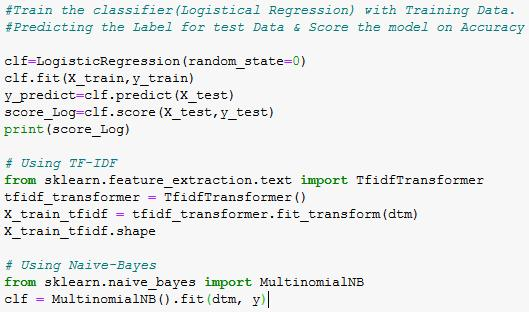 #Train the classifier(Logistical Regression) with Training Data.
#Predicting the Label for test Data & Score the model on Accuracy
clf=LogisticRegression(random_state=0)
clf.fit(X_train,y_train)
y_predict=clf.predict(X_test)
score_Log=clf.score(X_test,y_test)
print(score_Log)
# Using TF-IDF
from sklearn.feature_extraction.text import TfidfTransformer
tfidf_transformer = TfidfTransformer()
X_train_tfidf = tfidf_transformer.fit_transform(dtm)
X_train_tfidf.shape
# Using Naive-Bayes
from sklearn.naive_bayes import MultinomialNB
clf = MultinomialNB().fit(dtm, y)